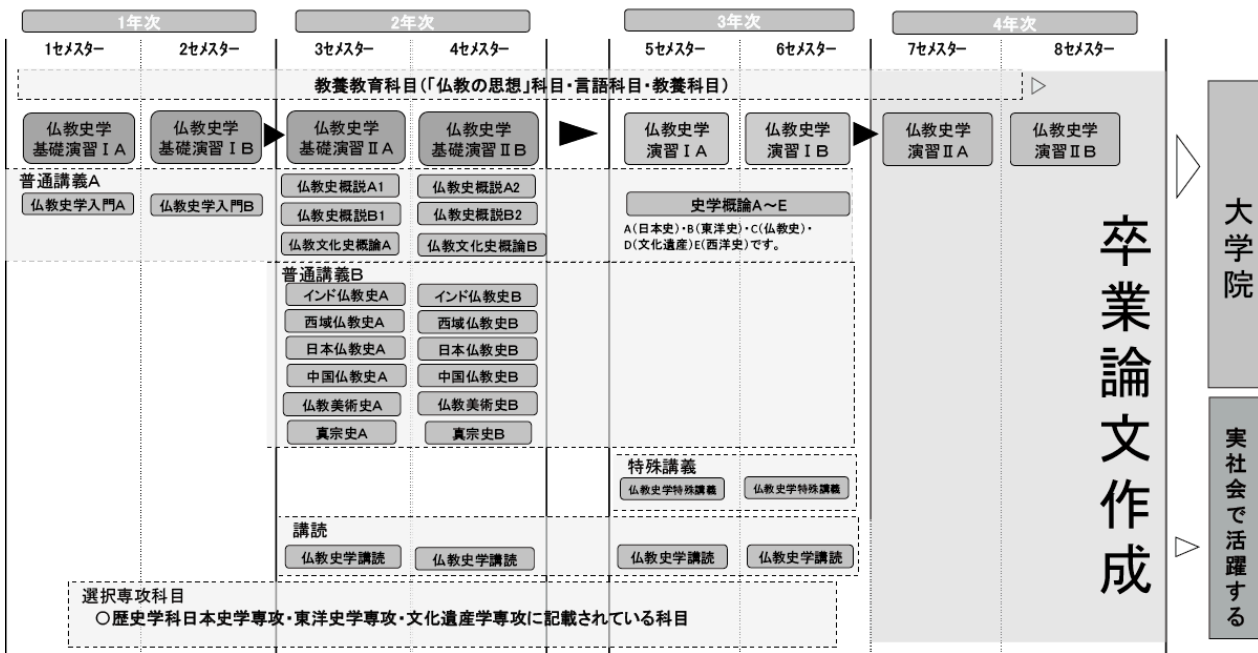 1年次
2年次
3年次
4年次
1セメスター
2セメスター
3セメスター
4セメスター
5セメスター
6セメスター
7セメスター
8セメスター
教養教育科目(「仏教の思想」科目・言語科目・教養科目)
仏教史学
基礎演習ⅠA
仏教史学
基礎演習ⅠB
仏教史学
基礎演習ⅡA
仏教史学
基礎演習ⅡB
仏教史学
演習ⅠA
仏教史学
演習ⅠB
仏教史学
演習ⅡA
仏教史学
演習ⅡB
普通講義A
仏教史学入門A
仏教史学入門B
仏教史概説A1
仏教史概説A2
仏教史概説B1
仏教史概説B2
仏教文化史概論A
仏教文化史概論B
史学概論A～E
A(日本史)・B(東洋史)・C(仏教史)・
D(文化遺産)E(西洋史)です。
普通講義B
インド仏教史A
インド仏教史B
西域仏教史A
西域仏教史B
日本仏教史A
日本仏教史B
中国仏教史A
中国仏教史B
仏教美術史A
仏教美術史B
真宗史A
真宗史B
特殊講義
仏教史学特殊講義
仏教史学特殊講義
講読
仏教史学講読
仏教史学講読
仏教史学講読
仏教史学講読
選択専攻科目
○歴史学科日本史学専攻・東洋史学専攻・文化遺産学専攻に記載されている科目
卒業論文作成
大学院
実社会で活躍する